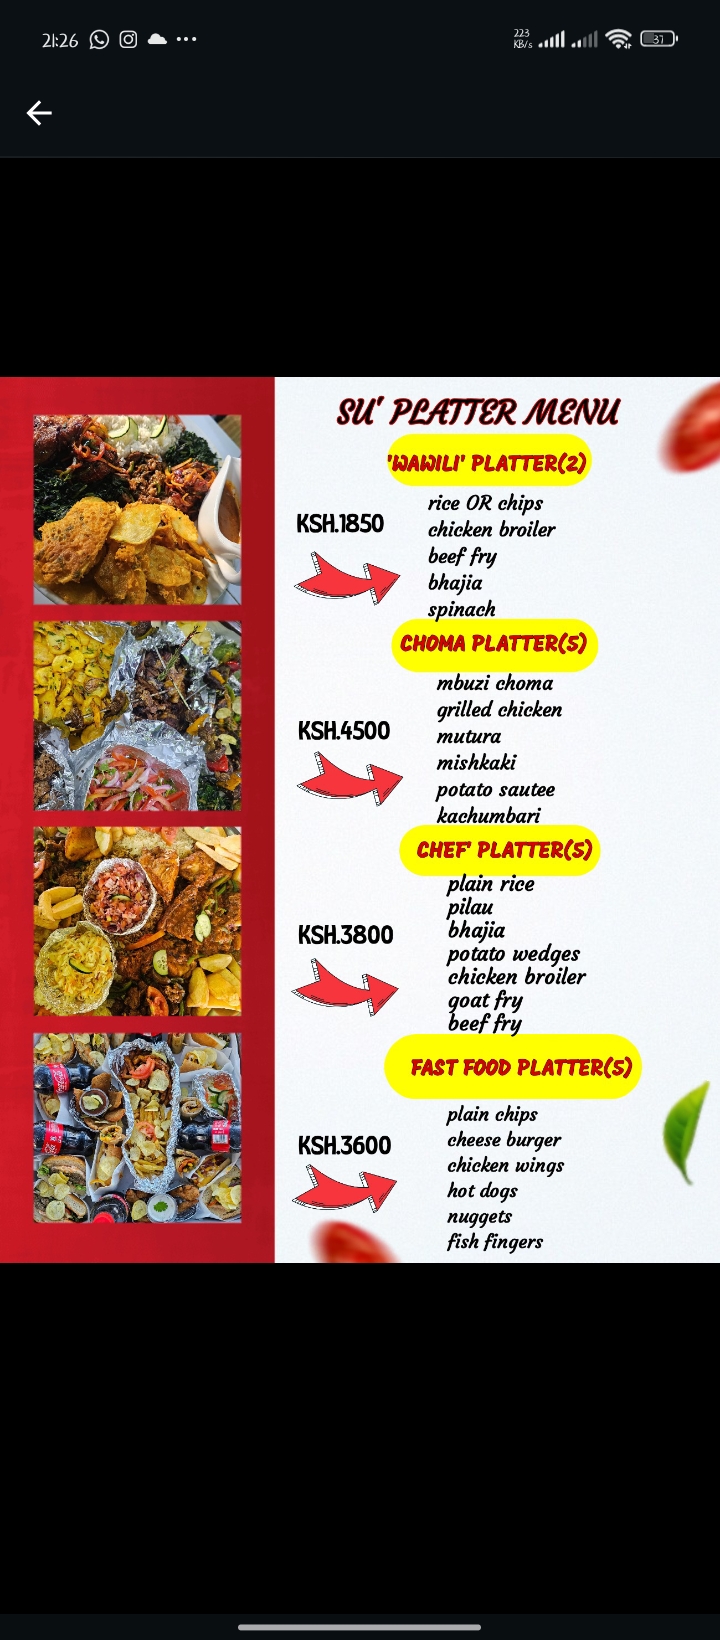 21:26
223
KB/s
37
SU' PLATTER MENU
'WAWILI' PLATTER(2)
KSH.1850
rice OR chips
chicken broiler
beef fry
bhajia
spinach
CHOMA PLATTER(5)
KSH.4500
mbuzi choma
grilled chicken
mutura
mishkaki
potato sautee
kachumbari
CHEF' PLATTER(5)
KSH.3800
plain rice
pilau
bhajia
potato wedges
chicken broiler
goat fry
beef fry
FAST FOOD PLATTER(5)
KSH.3600
plain chips
cheese burger
chicken wings
hot dogs
nuggets
fish fingers